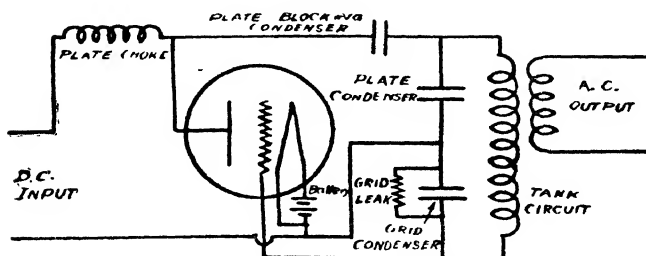 PLATE BLOCKING
CONDENSER
PLATE CHOKE
PLATE
CONDENSER
A.C.
OUTPUT
D.C.
INPUT
Battery
GRID
LEAK
TANK
CIRCUIT
GRID
CONDENSER